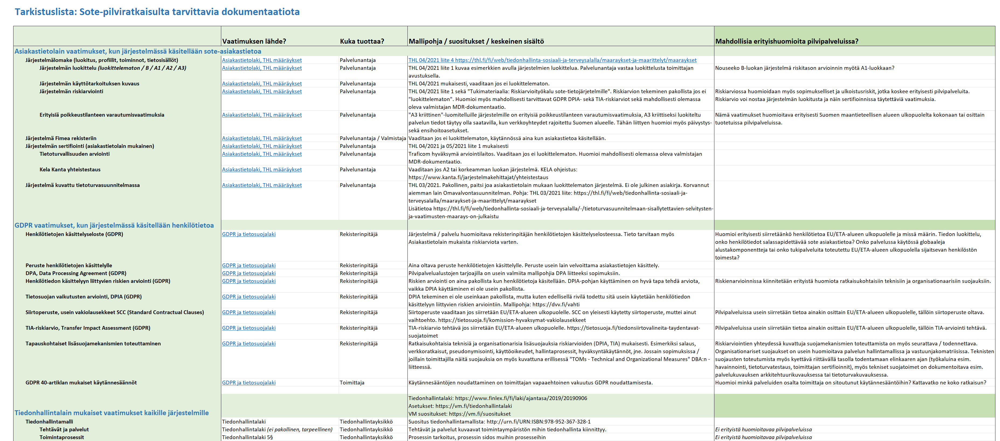 Tarkistuslista: Sote-pilviratkaisulta tarvittavia dokumentaatiota
Vaatimuksen lähde?
Kuka tuottaa?
Mallipohja / suositukset / keskeinen sisältö
Mahdollisia erityishuomioita pilvipalveluissa?
Asiakastietolain vaatimukset, kun järjestelmässä käsitellään sote-asiakastietoa
Järjestelmälomake (luokitus, profiilit, toiminnot, tietosisällöt)
Asiakastietolaki, THL määräykset
Palvelunantaja
THL 04/2021 liite 4 https://thl.fi/fi/web/tiedonhallinta-sosiaali-ja-terveysalalla/maaraykset-ja-maarittelyt/maaraykset
Järjestelmän luokittelu (luokittelematon / B / A1 / A2 / A3)
Asiakastietolaki, THL määräykset
Palvelunantaja
THL 04/2021 liite 1 kuvaa esimerkkien avulla järjestelmien luokittelua. Palvelunantaja vastaa luokittelusta toimittajan
avustuksella.
Nouseeko B-luokan järjestelmä riskitason arvioinnin myötä A1-luokkaan?
Järjestelmän käyttötarkoituksen kuvaus
Asiakastietolaki, THL määräykset
Palvelunantaja
THL 04/2021 mukaisesti, vaaditaan jos ei luokittelematon.
Järjestelmän riskiarviointi
Asiakastietolaki, THL määräykset
Palvelunantaja
THL 04/2021 liite 1 sekä "Tukimateriaalia: Riskiarvioityökalu sote-tietojärjetelmille". Riskiarvion tekeminen pakollista jos ei
"luokittelematon". Huomioi myös mahdollisesti tarvittavat GDPR DPIA- sekä TIA-riskiarviot sekä mahdollisesti olemassa
oleva valmistajan MDR-dokumentaatio.
Riskiarviossa huomioidaan myös sopimukselliset ja ulkoistusriskit, jotka koskee erityisesti pilvipalveluita.
Riskiarvio voi nostaa järjestelmän luokitusta ja näin sertifioinnissa täytettäviä vaatimuksia.
Erityisiä poikkeustilanteen varautumisvaatimuksia
Asiakastietolaki, THL määräykset
Palvelunantaja
"A3 kriittinen"-luomitelluille järjestelmille on erityisiä poikkeustilanteen varautumisvaatimuksia, A3 kriittiseksi luokiteltu
palvelun tiedot täytyy olla saatavilla, kun verkkoyhteydet rajoitettu Suomen alueelle. Tähän liittyen huomioi myös päivystys-
sekä ensihoitoasetukset.
Nämä vaatimukset huomioitava erityisesti Suomen maantieteellisen alueen ulkopuolelta kokonaan tai osittain
tuotetuissa pilvipalveluissa.
Järjestelmä Fimea rekisteriin
Asiakastietolaki, THL määräykset
Palvelunantaja / Valmistaja
Vaaditaan jos ei luokittelematon, käytännössä aina kun asiakastietoa käsitellään.
Järjestelmän sertifiointi (asiakastietolain mukainen)
Asiakastietolaki, THL määräykset
Palvelunantaja
THL 04/2021 ja 05/2021 liite 1 mukaisesti
Tietoturvallisuuden arviointi
Asiakastietolaki, THL määräykset
Palvelunantaja
Traficom hyväksymä arviointilaitos. Vaaditaan jos ei luokittelematon. Huomioi mahdollisesti olemassa oleva valmistajan
MDR-dokumentaatio.
Kela Kanta yhteistestaus
Asiakastietolaki, THL määräykset
Palvelunantaja
Vaaditaan jos A2 tai korkeamman luokan järjestelmä. KELA ohjeistus:
https://www.kanta.fi/jarjestelmakehittajat/yhteistestaus
Järjestelmä kuvattu tietoturvasuunnitelmassa
Asiakastietolaki, THL määräykset
Palvelunantaja
THL 03/2021. Pakollinen, paitsi joa asiakastietolain mukaan luokittelematon järjestelmä. Ei ole julkinen asiakirja. Korvannut
aiemman lain Omavalvontasuunnitelman. Pohja: THL 03/2021 liite: https://thl.fi/fi/web/tiedonhallinta-sosiaali-ja-
terveysalalla/maaraykset-ja-maarittelyt/maaraykset
Lisätietoa https://thl.fi/fi/web/tiedonhallinta-sosiaali-ja-terveysalalla/-/tietoturvasuunnitelmaan-sisallytettavien-selvitysten-
ja-vaatimusten-maarays-on-julkaistu
GDPR vaatimukset, kun järjestelmässä käsitellään henkilötietoa
Henkilötietojen käsittelyseloste (GDPR)
GDPR ja tietosuojalaki
Rekisterinpitäjä
Järjestelmä / palvelu huomioitava rekisterinpitäjän henkilötietojen käsittelyselosteessa. Tieto tarvitaan myös
Asiakastietolain mukaista riskiarviota varten.
Huomioi erityisesti siirretäänkö henkilötietoa EU/ETA-alueen ulkopuolelle ja missä määrin. Tiedon luokittelu,
onko henkilötiedot salassapidettävää sote asiakastietoa? Onko palvelussa käytössä globaaleja
alustakomponentteja tai onko tukipalveluita toteutettu EU/ETA-alueen ulkopuolella sijaitsevan henkilöstön
toimesta?
Peruste henkilötietojen käsittelylle
GDPR ja tietosuojalaki
Rekisterinpitäjä
Aina oltava peruste henkilötietojen käsittelylle. Peruste usein lain velvoittama asiakastietojen käsittely.
DPA, Data Processing Agreement (GDPR)
GDPR ja tietosuojalaki
Rekisterinpitäjä
Pilvipalvelualustojen tarjoajilla on usein valmiita mallipohjia DPA liitteeksi sopimuksiin.
Henkilötiedon käsittelyyn liittyvien riskien arviointi (GDPR)
GDPR ja tietosuojalaki
Rekisterinpitäjä
Riskien arviointi on aina pakollista kun henkilötietoja käsitellään. DPIA-pohjan käyttäminen on hyvä tapa tehdä arviota,
vaikka DPIA käyttäminen ei ole usein pakollista.
Riskienarvioinnissa kiinnitetään erityistä huomiota ratkaisukohtaisiin teknisiin ja organisationaarisiin suojauksiin.
Tietosuojan vaikutusten arviointi, DPIA (GDPR)
GDPR ja tietosuojalaki
Rekisterinpitäjä
DPIA tekeminen ei ole useinkaan pakollista, mutta kuten edellisellä rivilä todettu sitä usein käytetään henkilötiedon
käsittelyyn liittyvien riskien arviointiin. Mallipohja: https://dvv.fi/vahti
Siirtoperuste, usein vakiolausekkeet SCC (Standard Contractual Clauses)
GDPR ja tietosuojalaki
Rekisterinpitäjä
Siirtoperuste vaaditaan jos siirretään EU/ETA-alueen ulkopuolelle. SCC on yleisesti käytetty siirtoperuste, muttei ainut
vaihtoehto. https://tietosuoja.fi/komission-hyvaksymat-vakiolausekkeet
Pilvipalveluissa usein siirretään tietoa ainakin osittain EU/ETA-alueen ulkopuolelle, tällöin siirtoperuste oltava.
TIA-riskiarvio, Transfer Impact Assessment (GDPR)
GDPR ja tietosuojalaki
Rekisterinpitäjä
TIA-riskiarvio tehtävä jos siirretään EU/ETA-alueen ulkopuolelle. https://tietosuoja.fi/tiedonsiirtovalineita-taydentavat-
suojatoimet
Pilvipalveluissa usein siirretään tietoa ainakin osittain EU/ETA-alueen ulkopuolelle, tällöin TIA-arviointi tehtävä.
Tapauskohtaiset lisäsuojamekanismien toteuttaminen
GDPR ja tietosuojalaki
Rekisterinpitäjä
Ratkaisukohtaisia teknisiä ja organisationarisia lisäsuojauksia riskiarvioiden (DPIA, TIA) mukaisesti. Esimerkiksi salaus,
verkkoratkaisut, pseudonymisointi, käyttöoikeudet, hallintaprosessit, hyväksyntäkäytännöt, jne. Jossain sopimuksissa /
joillain toimittajilla näitä suojauksia on myös kuvattuna erillisessä "TOMs - Technical and Organizational Measures" DBA:n -
liitteessä.
Riskiarviointien yhteydessä kuvattuja suojamekanismien toteuttamista on myös seurattava / todennettava.
Organisationariset suojaukset on usein huomioitava palvelun hallintamallissa ja vastuunjakomatriisissa. Teknisten
suojausten toteutumista myös kyettävä riittävällä tasolla todentamaan elinkaaren ajan (työkaluina esim.
havainnointi, tietoturvatestaus, toimittajan sertifioinnit), myös tekniset suojatoimet on dokumentoitava esim.
palvelukuvauksen arkkitehtuurikuvauksessa tai tietoturvakuvauksessa.
GDPR 40-artiklan mukaiset käytännesäännöt
GDPR ja tietosuojalaki
Toimittaja
Käytännesääntöjen noudattaminen on toimittajan vapaaehtoinen vakuutus GDPR noudattamisesta.
Huomioi minkä palveluiden osalta toimittaja on sitoutunut käytännesääntöihin? Kattavatko ne koko ratkaisun?
Tiedonhallintalain mukaiset vaatimukset kaikille järjestelmille
Tiedonhallintalaki: https://www.finlex.fi/fi/laki/ajantasa/2019/20190906
Asetukset: https://vm.fi/tiedonhallintalaki
VM suositukset: https://vm.fi/suositukset
Tiedonhallintamalli
Tiedonhallintalaki
Tiedonhallintayksikkö
Suositus tiedonhallintamallista: http://urn.fi/URN:ISBN:978-952-367-328-1
Tehtävät ja palvelut
Tiedonhallintalaki (ei pakollinen, tarpeellinen)
Tiedonhallintayksikkö
Tehtävät ja palvelut kuvaavat toimintaympäristön mihin tiedonhallinta kiinnittyy.
Ei erityistä huomioitavaa pilvipalveluissa
Toimintaprosessit
Tiedonhallintalaki 5§
Tiedonhallintayksikkö
Prosessin tarkoitus, prosessin sidos muihin prosesseihin
Ei erityistä huomioitavaa pilvipalveluissa